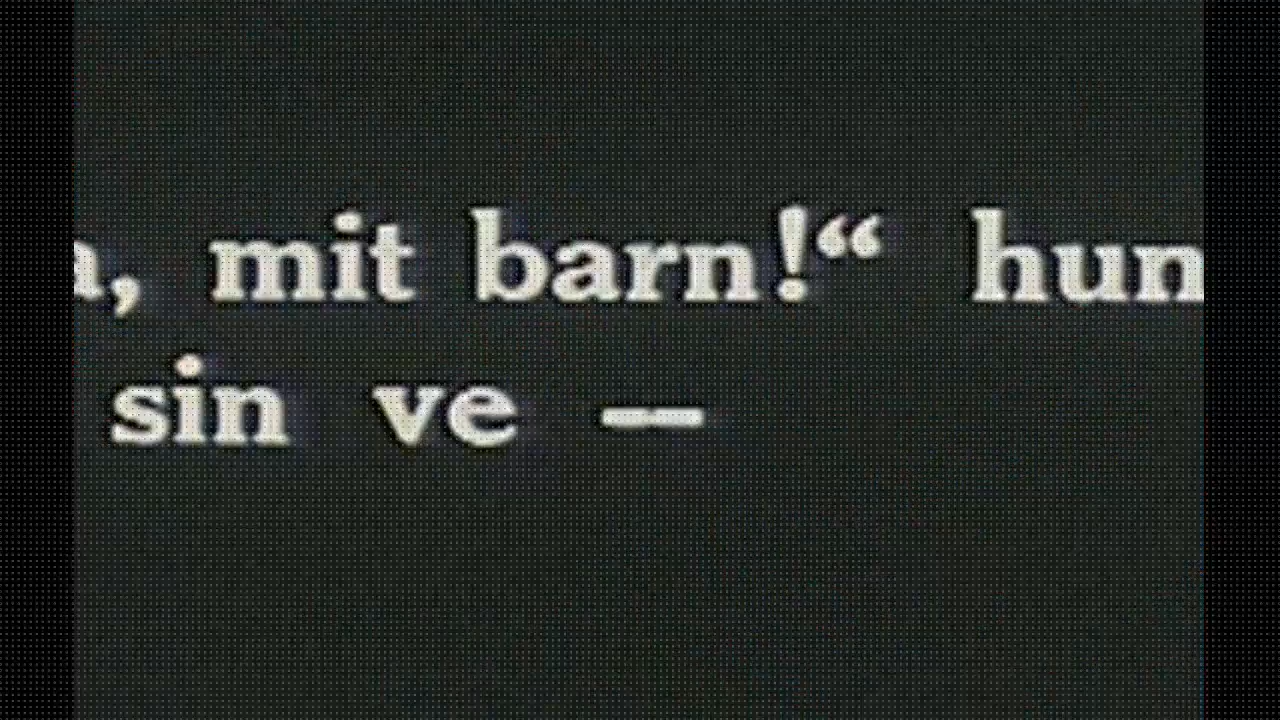 a, mit barn!“ hun
sin ve —